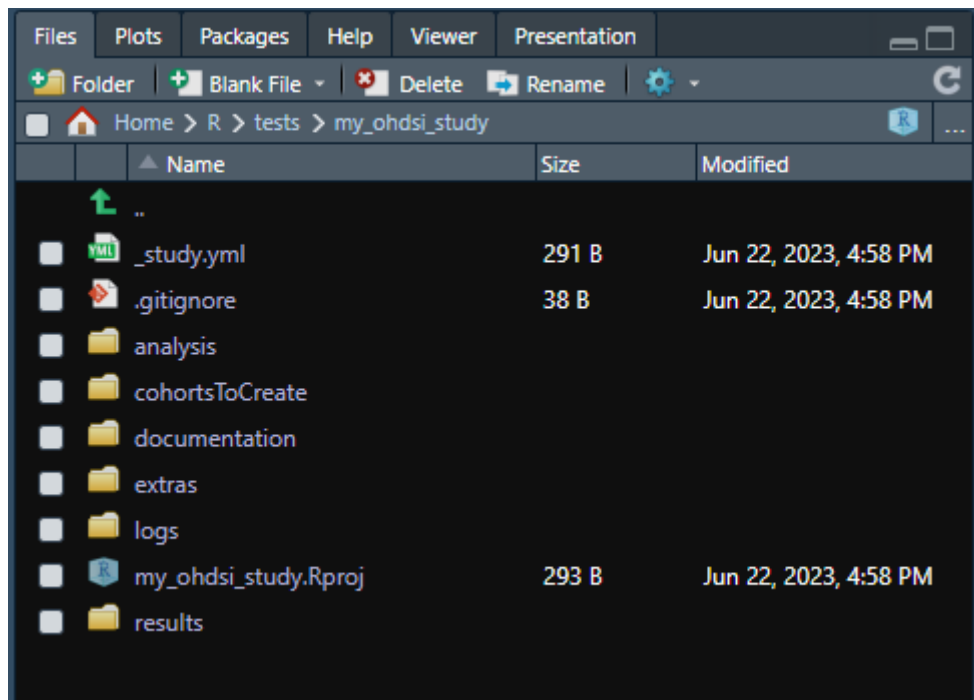 Files Plots Packages Help Viewer Presentation
Folder Blank File Delete Rename
Home > R > tests > my_ohdsi_study R ...
Name Size Modified
..
YML _study.yml 291 B Jun 22, 2023, 4:58 PM
.gitignore 38 B Jun 22, 2023, 4:58 PM
analysis
cohortsToCreate
documentation
extras
logs
R my_ohdsi_study.Rproj 293 B Jun 22, 2023, 4:58 PM
results